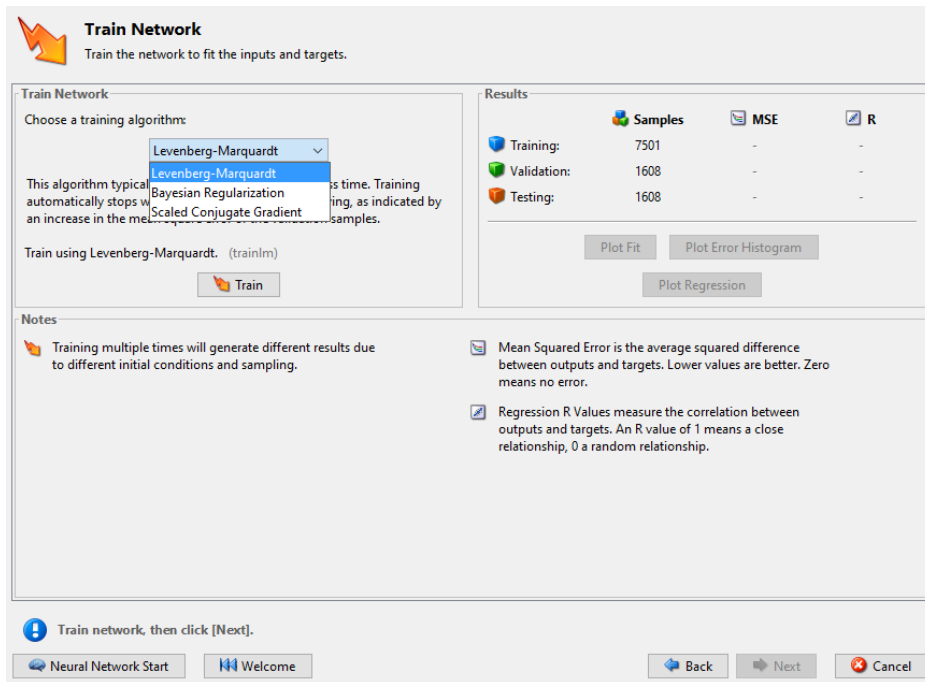 Train Network
Train the network to fit the inputs and targets.
Train Network
Choose a training algorithm:
Levenberg-Marquardt
Levenberg-Marquardt
Bayesian Regularization
Scaled Conjugate Gradient
This algorithm time. Training
automatically stops as indicated by
an increase in the validation samples.
Train using Levenberg-Marquardt. (trainlm)
Train
Results
Samples MSE R
Training: 7501 - -
Validation: 1608 - -
Testing: 1608 - -
Plot Fit Plot Error Histogram
Plot Regression
Notes
Training multiple times will generate different results due
to different initial conditions and sampling.
Mean Squared Error is the average squared difference
between outputs and targets. Lower values are better. Zero
means no error.
Regression R Values measure the correlation between
outputs and targets. An R value of 1 means a close
relationship, 0 a random relationship.
Train network, then click [Next].
Neural Network Start Welcome Back Next Cancel